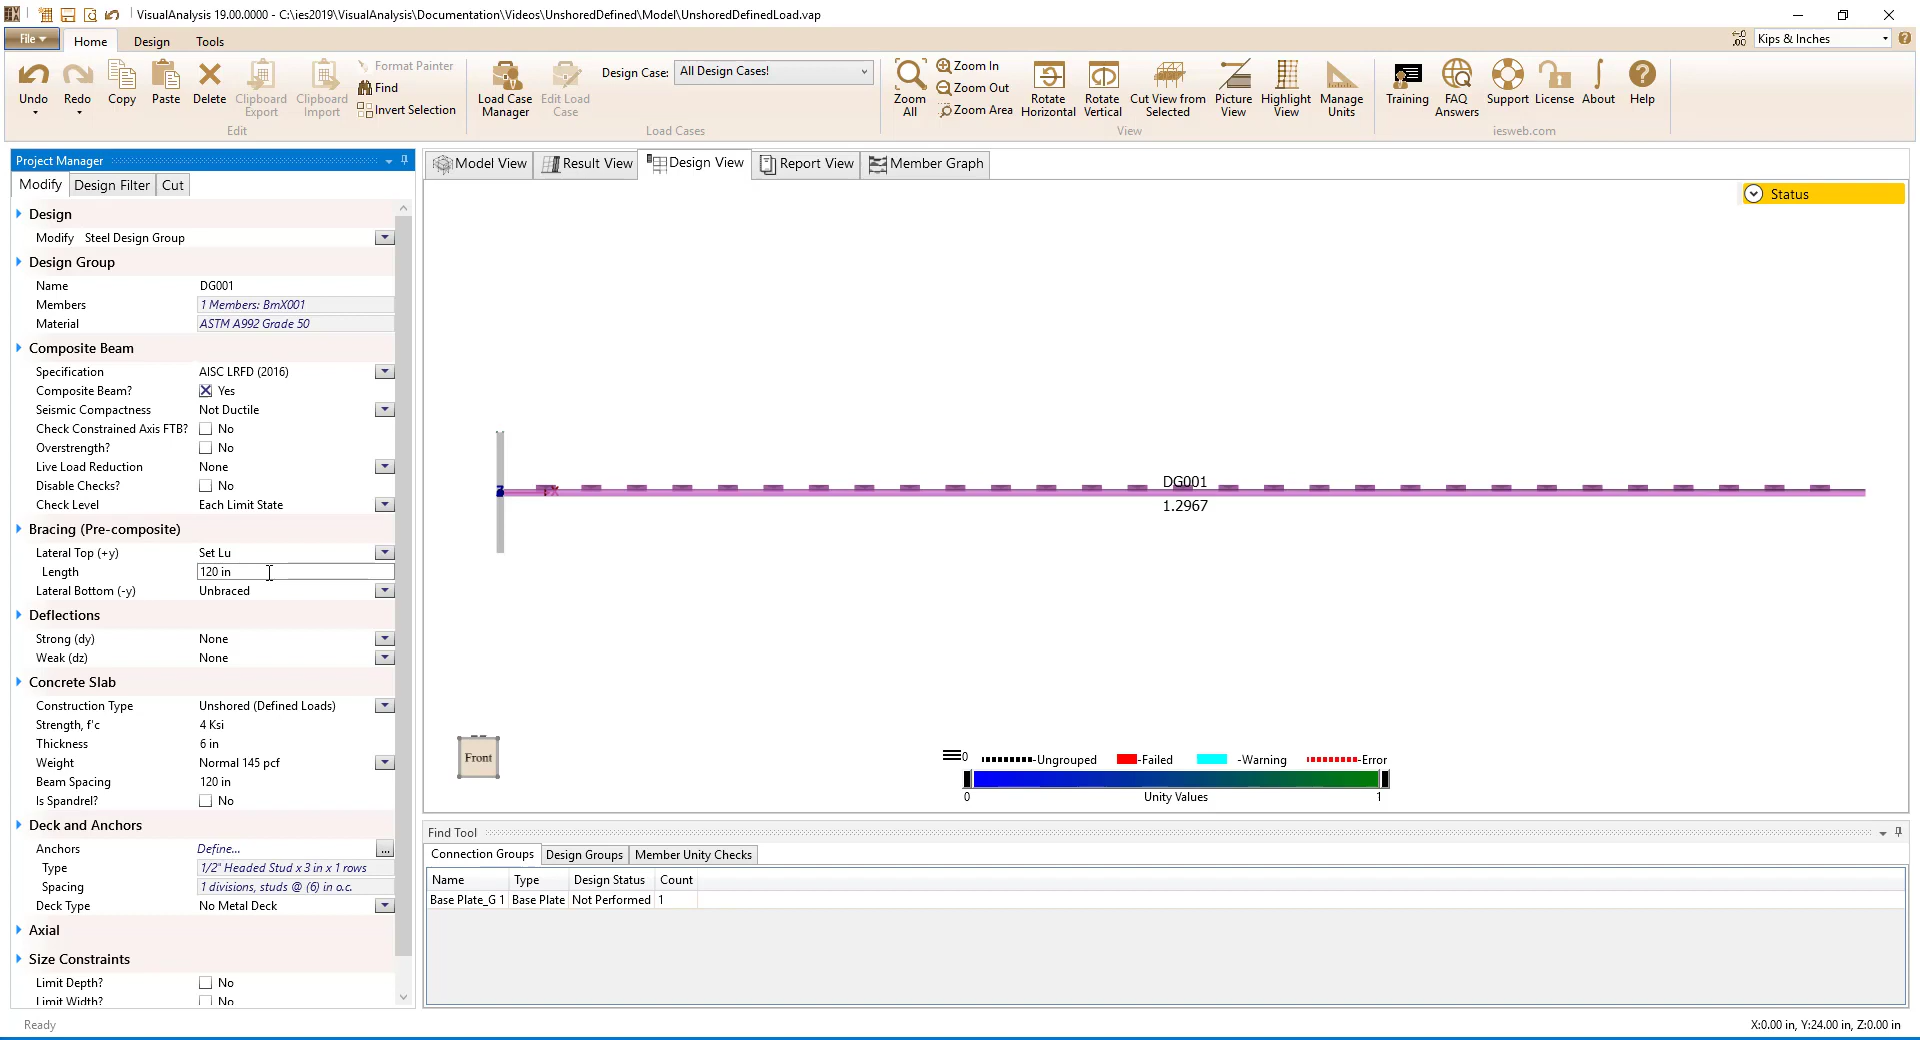 VisualAnalysis 19.00.0000 - C:\ies2019\VisualAnalysis\Documentation\Videos\UnshoredDefined\Model\UnshoredDefinedLoad.vap
File Home Design Tools
Kips & Inches
Undo Redo Copy Paste Delete Clipboard Export Clipboard Import
Format Painter
Find
Invert Selection
Edit
Load Case Manager Edit Load Case
Design Case: All Design Cases!
Load Cases
Zoom All
Zoom In
Zoom Out
Zoom Area
Rotate Horizontal Rotate Vertical Cut View from Selected Picture View Highlight View Manage Units
View
Training FAQ Answers Support License About Help
iesweb.com
Project Manager
Modify Design Filter Cut
Design
Modify Steel Design Group
Design Group
Name DG001
Members 1 Members: BmX001
Material ASTM A992 Grade 50
Composite Beam
Specification AISC LRFD (2016)
Composite Beam? Yes
Seismic Compactness Not Ductile
Check Constrained Axis FTB? No
Overstrength? No
Live Load Reduction None
Disable Checks? No
Check Level Each Limit State
Bracing (Pre-composite)
Lateral Top (+y) Set Lu
Length 120 in
Lateral Bottom (-y) Unbraced
Deflections
Strong (dy) None
Weak (dz) None
Concrete Slab
Construction Type Unshored (Defined Loads)
Strength, f'c 4 Ksi
Thickness 6 in
Weight Normal 145 pcf
Beam Spacing 120 in
Is Spandrel? No
Deck and Anchors
Anchors Define... ...
Type 1/2" Headed Stud x 3 in x 1 rows
Spacing 1 divisions, studs @ (6) in o.c.
Deck Type No Metal Deck
Axial
Size Constraints
Limit Depth? No
Limit Width? No
Model View Result View Design View Report View Member Graph
Status
DG001
1.2967
X
Front
0 -Ungrouped -Failed -Warning -Error
0 Unity Values 1
Find Tool
Connection Groups Design Groups Member Unity Checks
Name Type Design Status Count
Base Plate_G 1 Base Plate Not Performed 1
Ready
X:0.00 in, Y:24.00 in, Z:0.00 in